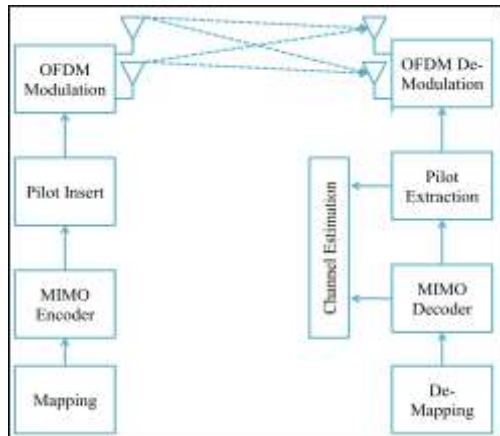 OFDM
Modulation
OFDM De-
Modulation
Pilot Insert
Pilot
Extraction
Channel Estimation
MIMO
Encoder
MIMO
Decoder
Mapping
De-
Mapping